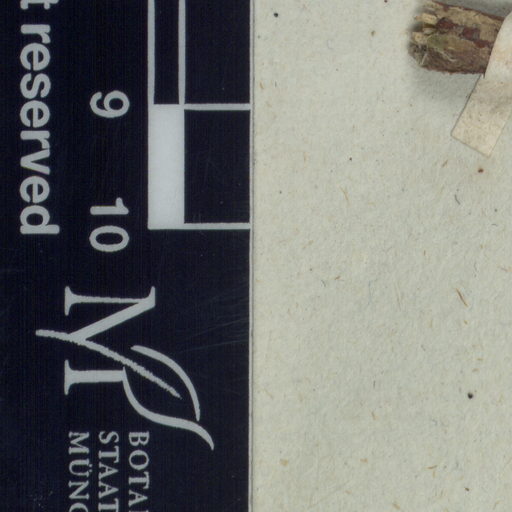 t reserved
9 10
M
BOTA
STAAT
MÜNC